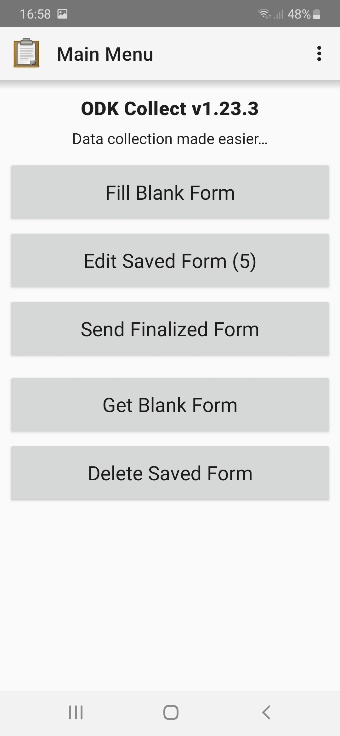 16:58 48%
Main Menu
ODK Collect v1.23.3
Data collection made easier...
Fill Blank Form
Edit Saved Form (5)
Send Finalized Form
Get Blank Form
Delete Saved Form